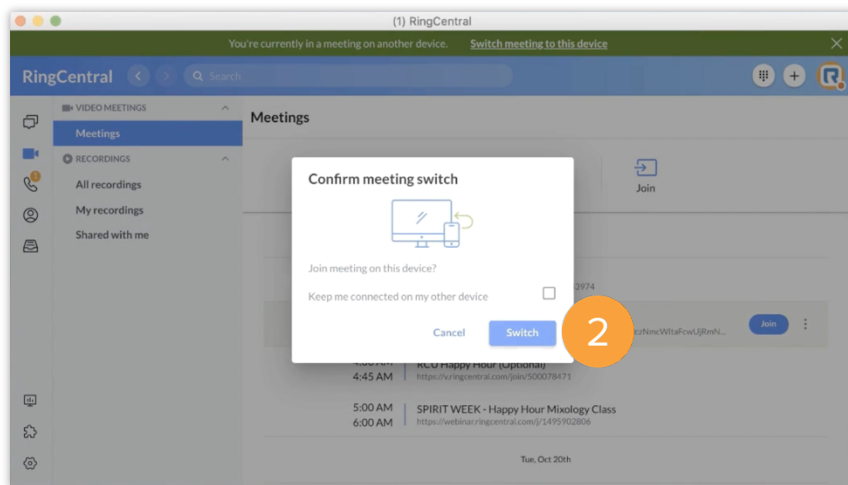 (1) RingCentral
You're currently in a meeting on another device. Switch meeting to this device
RingCentral
Search
VIDEO MEETINGS
Meetings
RECORDINGS
All recordings
My recordings
Shared with me
Meetings
Join
Confirm meeting switch
Join meeting on this device?
Keep me connected on my other device
Cancel
Switch
2
3974
Join
RCU Happy Hour (Optional)
4:45 AM
https://v.ringcentral.com/join/500078471
5:00 AM
SPIRIT WEEK - Happy Hour Mixology Class
6:00 AM
https://webinar.ringcentral.com/j/1495902806
Tue, Oct 20th